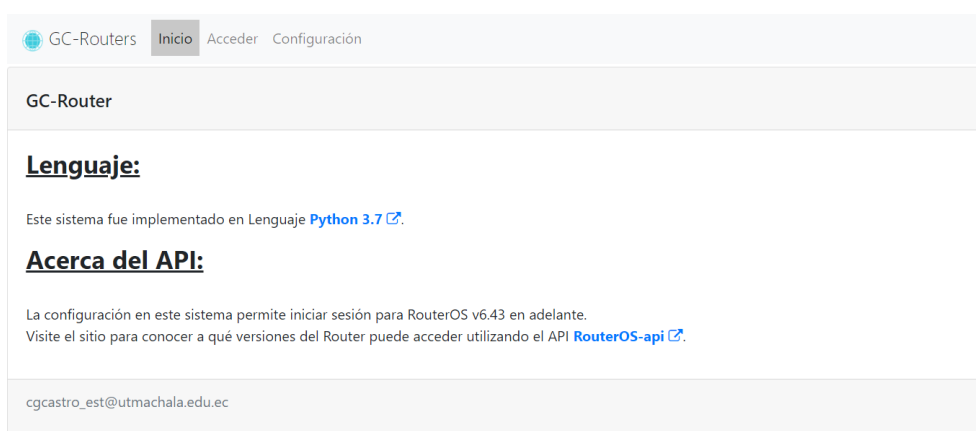 GC-Routers Inicio Acceder Configuración
GC-Router
Lenguaje:
Este sistema fue implementado en Lenguaje Python 3.7.
Acerca del API:
La configuración en este sistema permite iniciar sesión para RouterOS v6.43 en adelante.
Visite el sitio para conocer a qué versiones del Router puede acceder utilizando el API RouterOS-api.
cgcastro_est@utmachala.edu.ec